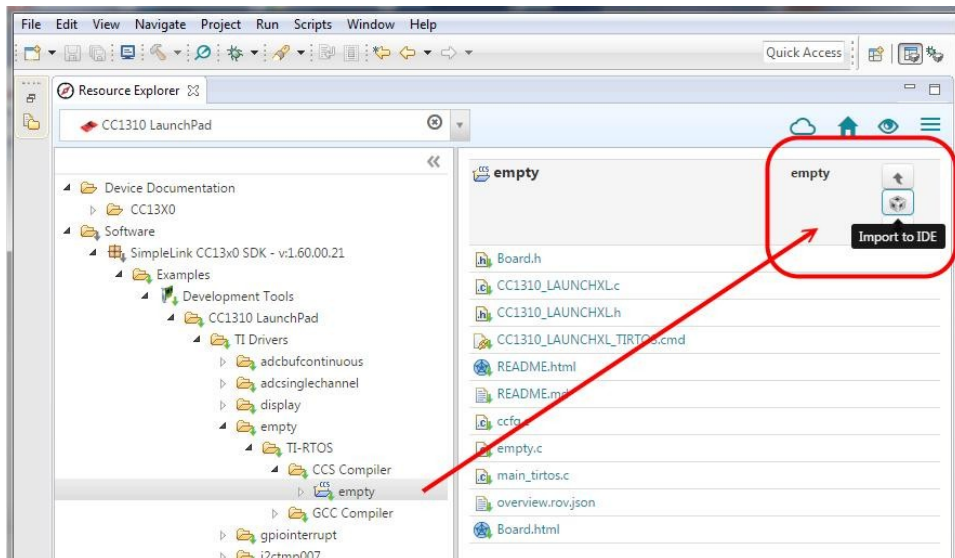 File Edit View Navigate Project Run Scripts Window Help
Quick Access
Resource Explorer
CC1310 LaunchPad
Device Documentation
CC13X0
Software
SimpleLink CC13x0 SDK - v:1.60.00.21
Examples
Development Tools
CC1310 LaunchPad
TI Drivers
adcbufcontinuous
adcsinglechannel
display
empty
TI-RTOS
CCS Compiler
empty
GCC Compiler
gpiointerrupt
i2ctmp007
empty empty
Import to IDE
Board.h
CC1310_LAUNCHXL.c
CC1310_LAUNCHXL.h
CC1310_LAUNCHXL_TIRTOS.cmd
README.html
README.md
ccfg.c
empty.c
main_tirtos.c
overview.rov.json
Board.html